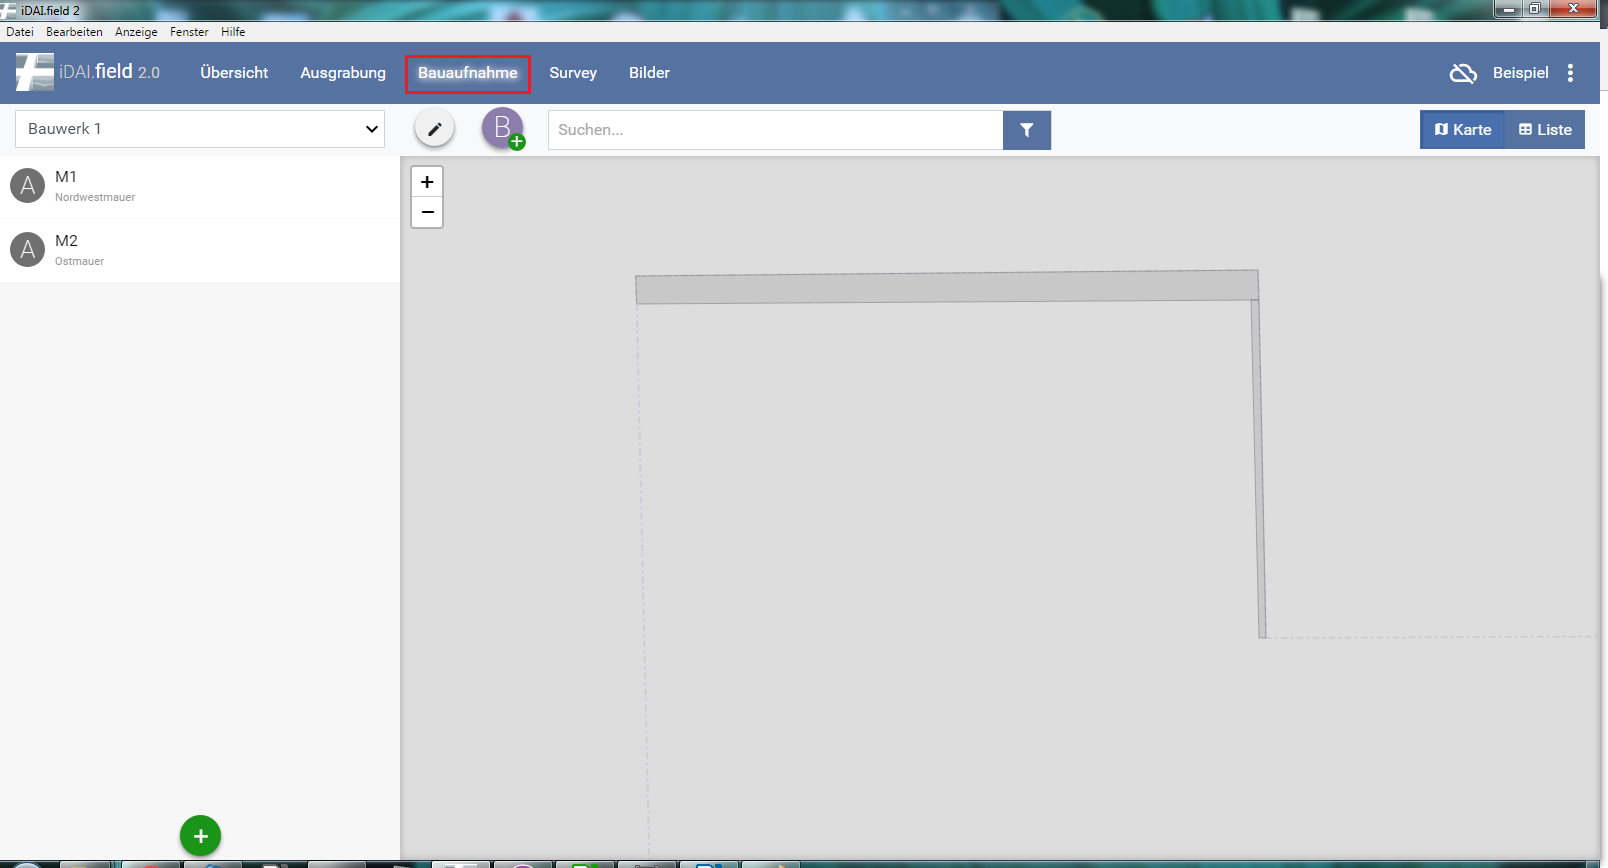 iDAI.field 2
Datei Bearbeiten Anzeige Fenster Hilfe
iDAI.field 2.0 Übersicht Ausgrabung Bauaufnahme Survey Bilder Beispiel
Bauwerk 1 B Suchen... Karte Liste
A M1
Nordwestmauer
A M2
Ostmauer